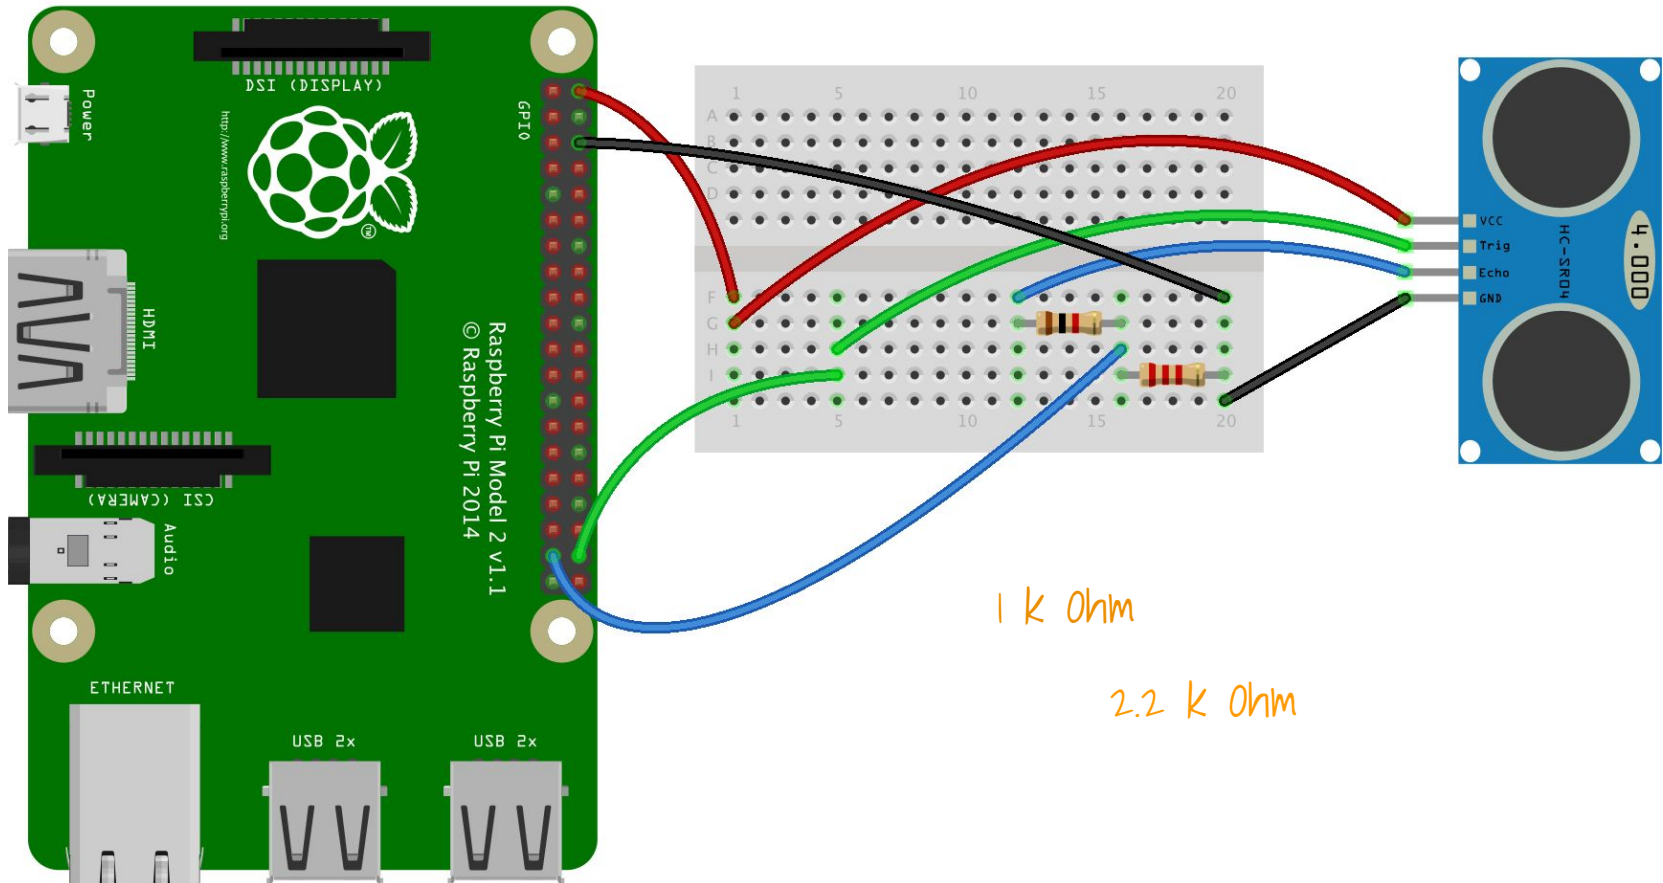 DSI (DISPLAY)
Power
GPIO
http://www.raspberrypi.org
TM
HDMI
Raspberry Pi Model 2 v1.1
© Raspberry Pi 2014
CSI (CAMERA)
Audio
ETHERNET
USB 2x
USB 2x
1 5 10 15 20
A
B
C
D
F
G
H
I
1 5 10 15 20
VCC
Trig
Echo
GND
HC-SR04
4.000
1 K Ohm
2.2 K Ohm